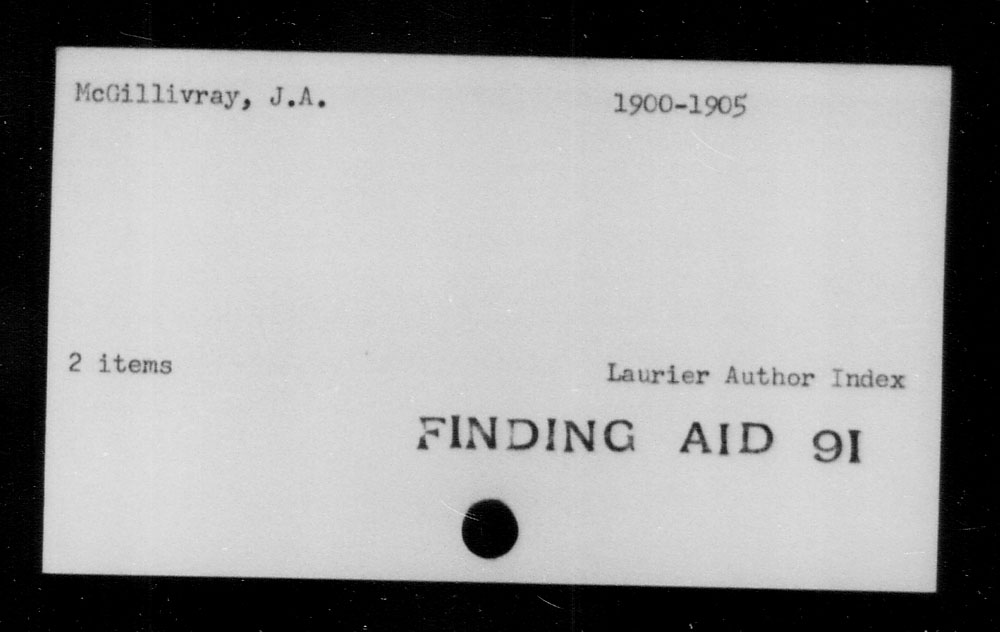 McGillivray, J.A. 1900-1905
2 items Laurier Author Index
FINDING AID 91